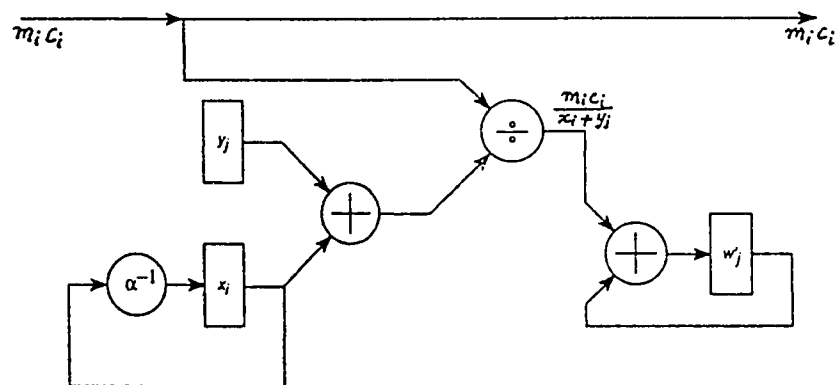 m_i c_i
m_i c_i
m_i c_i
x_i + y_j
÷
y_j
+
α⁻¹
x_i
+
w'_j